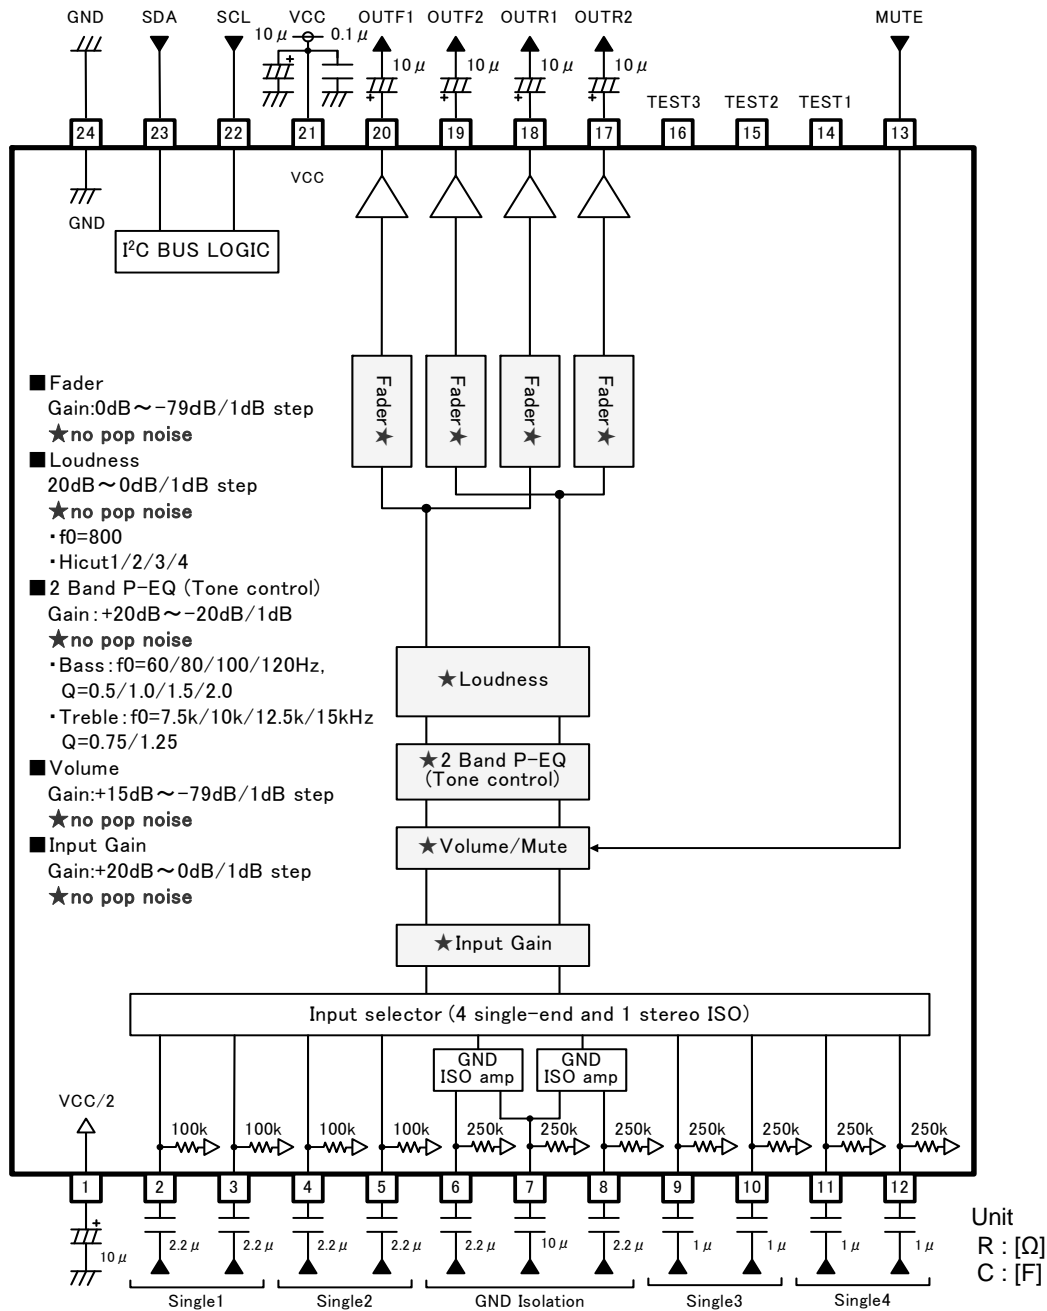 GND SDA SCL VCC OUTF1 OUTF2 OUTR1 OUTR2 MUTE
10μ 0.1μ
+ 10μ 10μ 10μ 10μ
+ + + +
TEST3 TEST2 TEST1
24 23 22 21 20 19 18 17 16 15 14 13
VCC
GND
I²C BUS LOGIC
Fader★ Fader★ Fader★ Fader★
■Fader
Gain:0dB～-79dB/1dB step
★no pop noise
■Loudness
20dB～0dB/1dB step
★no pop noise
・f0=800
・Hicut1/2/3/4
■2 Band P-EQ (Tone control)
Gain:+20dB～-20dB/1dB
★no pop noise
・Bass:f0=60/80/100/120Hz,
Q=0.5/1.0/1.5/2.0
・Treble:f0=7.5k/10k/12.5k/15kHz
Q=0.75/1.25
■Volume
Gain:+15dB～-79dB/1dB step
★no pop noise
■Input Gain
Gain:+20dB～0dB/1dB step
★no pop noise
★Loudness
★2 Band P-EQ
(Tone control)
★Volume/Mute
★Input Gain
Input selector (4 single-end and 1 stereo ISO)
GND
ISO amp
GND
ISO amp
VCC/2
100k 100k 100k 100k 250k 250k 250k 250k 250k 250k 250k
1 2 3 4 5 6 7 8 9 10 11 12
+
10μ 2.2μ 2.2μ 2.2μ 2.2μ 2.2μ 10μ 2.2μ 1μ 1μ 1μ 1μ
Single1 Single2 GND Isolation Single3 Single4
Unit
R : [Ω]
C : [F]